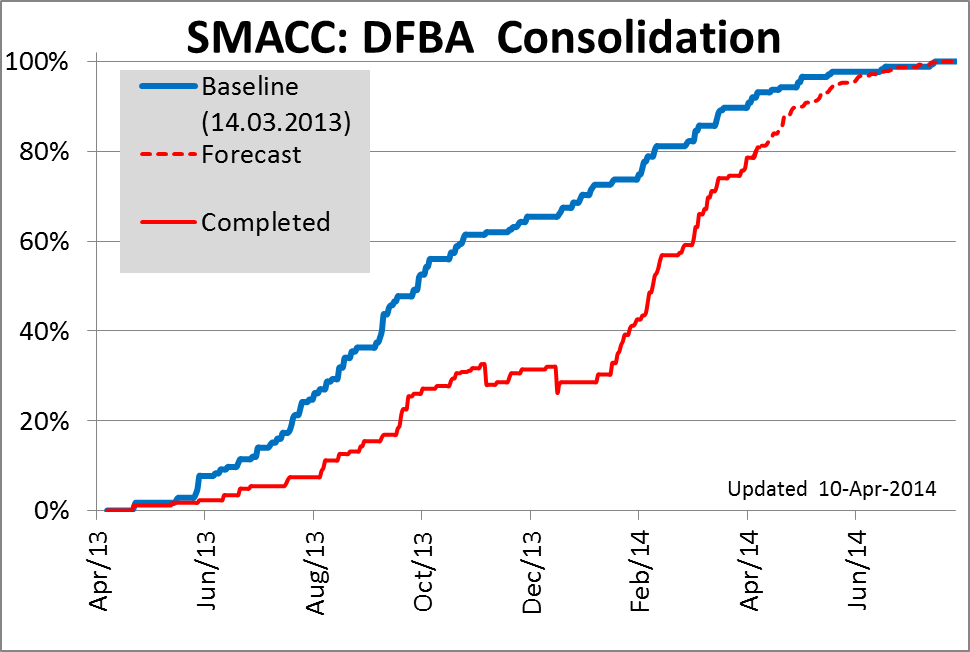 SMACC: DFBA  Consolidation
100%
80%
60%
40%
20%
0%
Baseline
(14.03.2013)
Forecast
Completed
Updated  10-Apr-2014
Apr/13
Jun/13
Aug/13
Oct/13
Dec/13
Feb/14
Apr/14
Jun/14